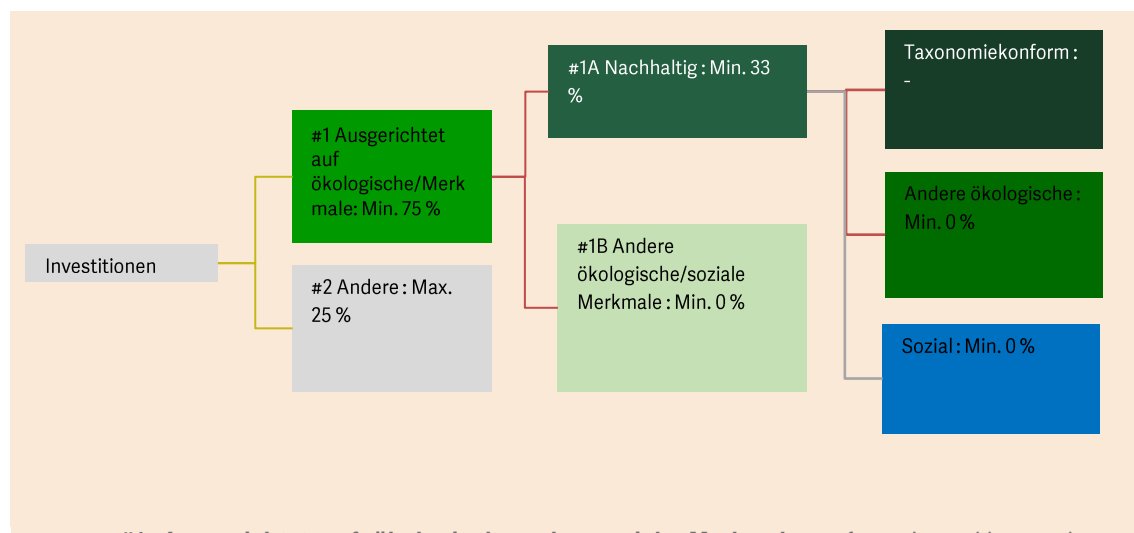 Investitionen
#1 Ausgerichtet
auf
ökologische/Merk
male: Min. 75 %
#2 Andere : Max.
25 %
#1A Nachhaltig : Min. 33
%
#1B Andere
ökologische/soziale
Merkmale : Min. 0 %
Taxonomiekonform :
-
Andere ökologische :
Min. 0 %
Sozial : Min. 0 %